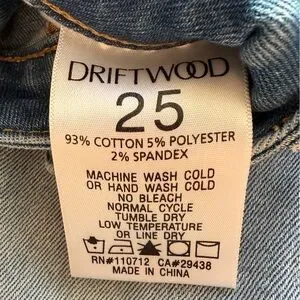 DRIFTWOOD
25
93% COTTON 5% POLYESTER
2% SPANDEX
MACHINE WASH COLD
OR HAND WASH COLD
NO BLEACH
NORMAL CYCLE
TUMBLE DRY
LOW TEMPERATURE
OR LINE DRY
RN#110712 CA#29438
MADE IN CHINA